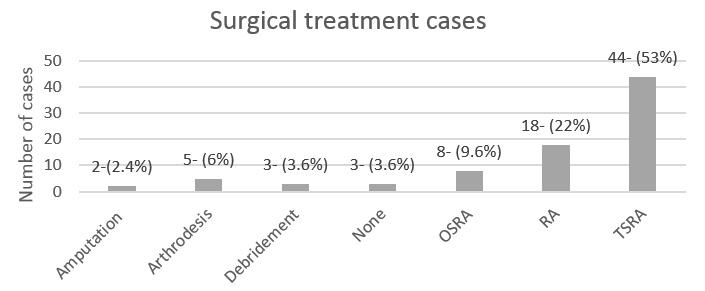 Surgical treatment cases
Number of cases
50
40
30
20
10
0
2-(2.4%)
5- (6%)
3- (3.6%)
3- (3.6%)
8- (9.6%)
18- (22%)
44- (53%)
Amputation
Arthrodesis
Debridement
None
OSRA
RA
TSRA